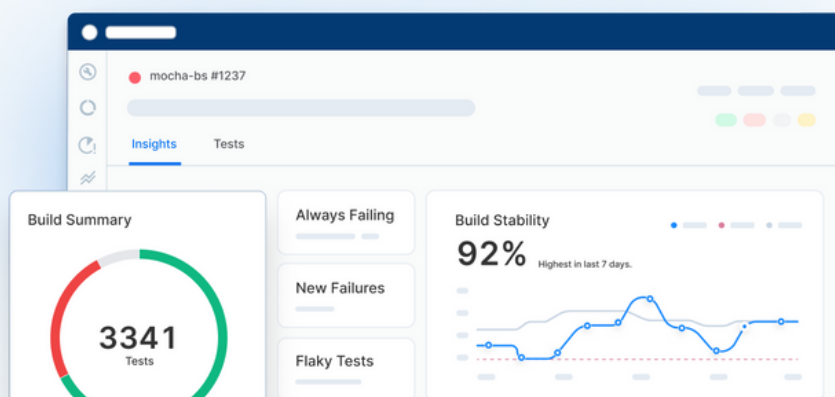 mocha-bs #1237
Insights
Tests
Build Summary
3341
Tests
Always Failing
New Failures
Flaky Tests
Build Stability
92% Highest in last 7 days.